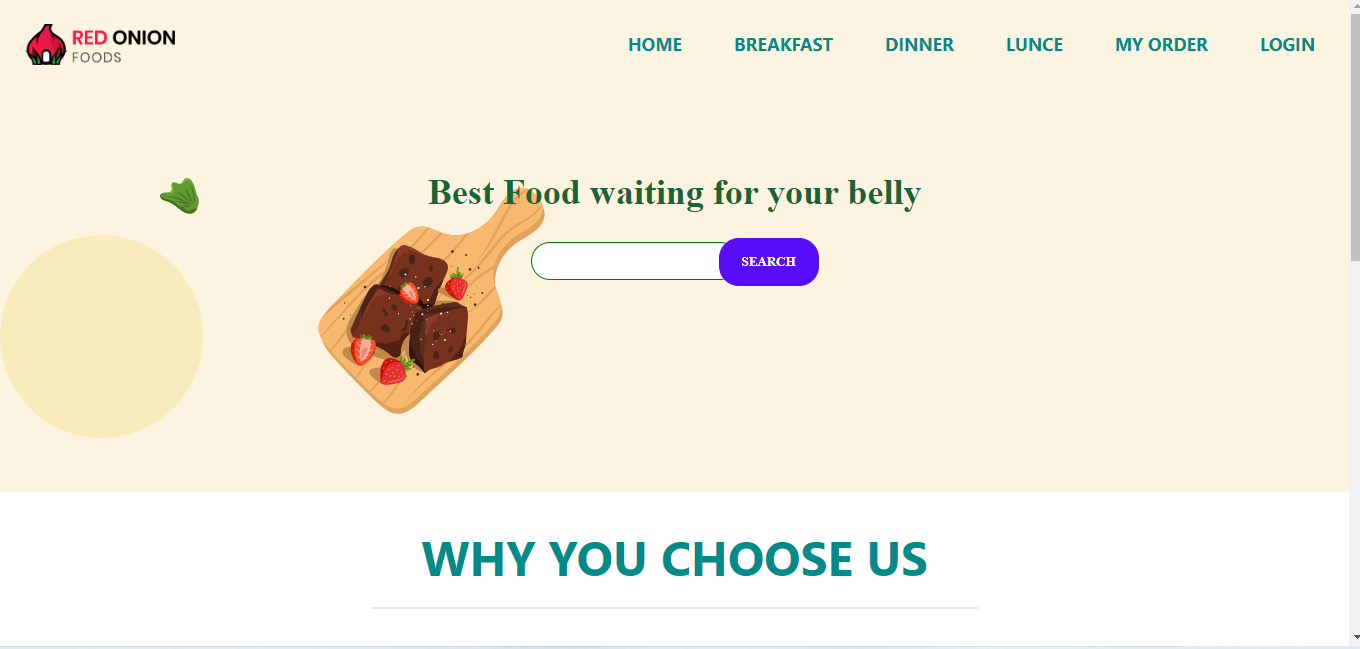 RED ONION
FOODS
HOME BREAKFAST DINNER LUNCE MY ORDER LOGIN
Best Food waiting for your belly
SEARCH
WHY YOU CHOOSE US